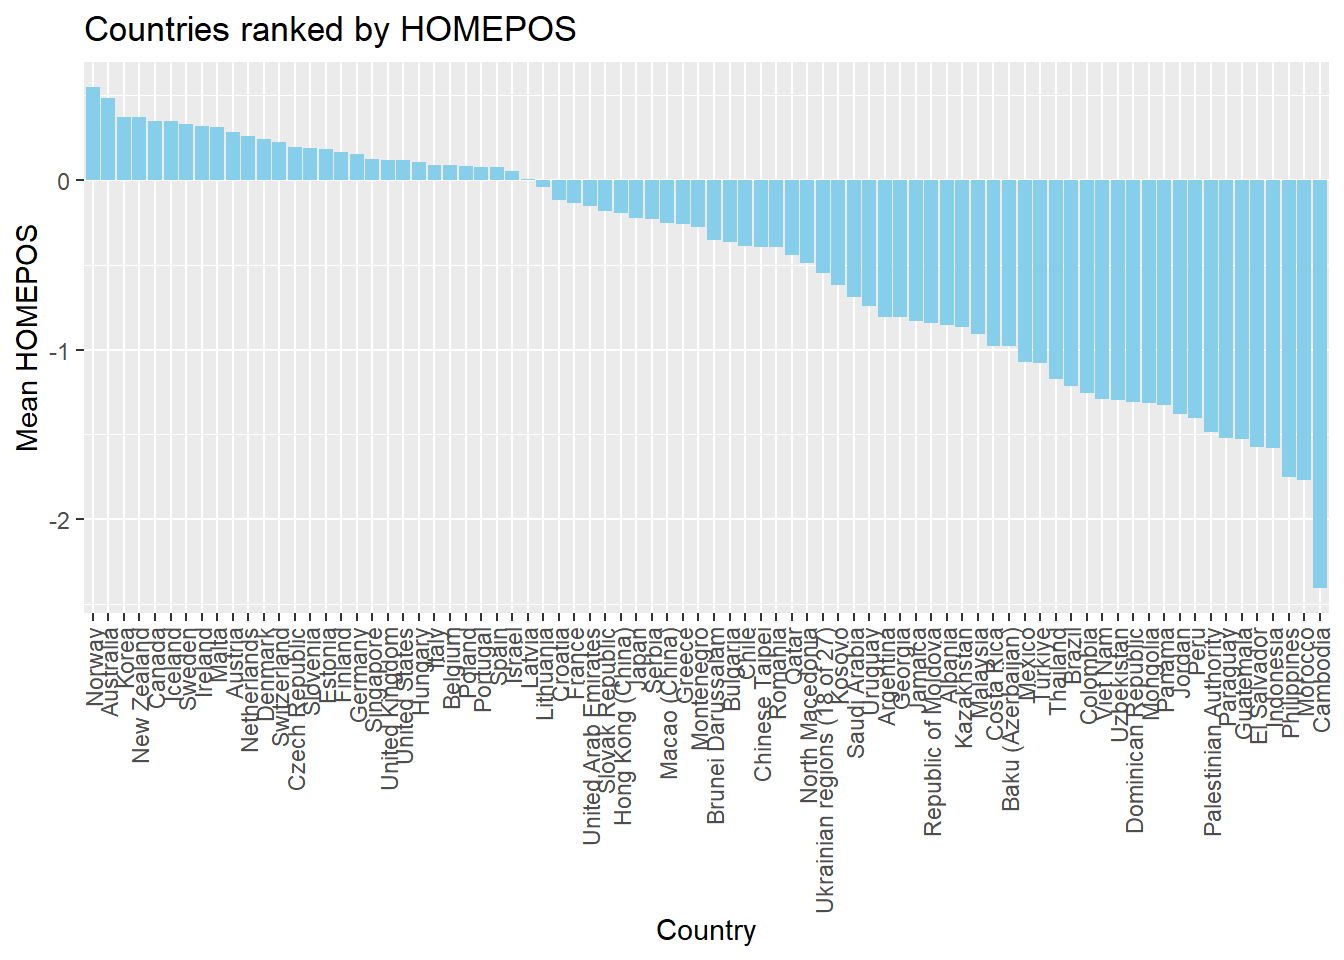 Countries ranked by HOMEPOS
Mean HOMEPOS
0
-1
-2
Norway
Australia
Korea
New Zealand
Canada
Iceland
Sweden
Ireland
Malta
Austria
Netherlands
Denmark
Switzerland
Czech Republic
Slovenia
Estonia
Finland
Germany
Singapore
United Kingdom
United States
Hungary
Italy
Belgium
Poland
Portugal
Spain
Israel
Latvia
Lithuania
Croatia
France
United Arab Emirates
Slovak Republic
Hong Kong (China)
Japan
Serbia
Macao (China)
Greece
Montenegro
Brunei Darussalam
Bulgaria
Chile
Chinese Taipei
Romania
Qatar
North Macedonia
Ukrainian regions (18 of 27)
Kosovo
Saudi Arabia
Uruguay
Argentina
Georgia
Jamaica
Republic of Moldova
Albania
Kazakhstan
Malaysia
Costa Rica
Baku (Azerbaijan)
Mexico
Türkiye
Thailand
Brazil
Colombia
Viet Nam
Uzbekistan
Dominican Republic
Mongolia
Panama
Jordan
Peru
Palestinian Authority
Paraguay
Guatemala
El Salvador
Indonesia
Philippines
Morocco
Cambodia
Country